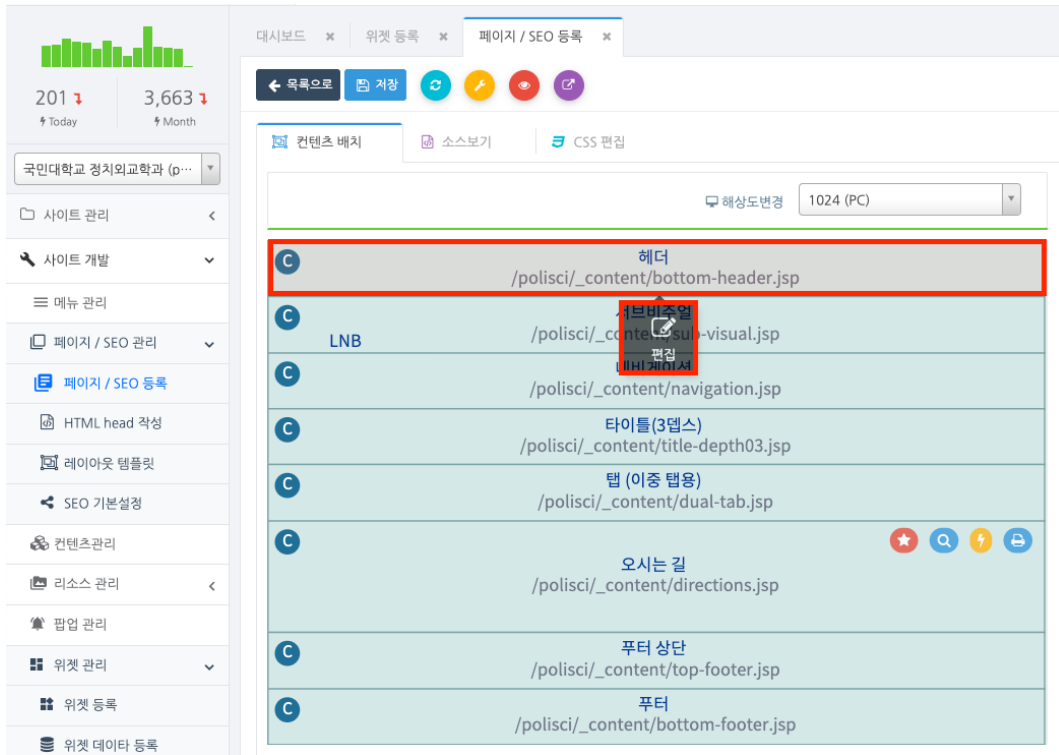 대시보드 ×
위젯 등록 ×
페이지 / SEO 등록 ×
201
3,663
Today
Month
국민대학교 정치외교학과 (p…
사이트 관리
사이트 개발
메뉴 관리
페이지 / SEO 관리
페이지 / SEO 등록
HTML head 작성
레이아웃 템플릿
SEO 기본설정
컨텐츠관리
리소스 관리
팝업 관리
위젯 관리
위젯 등록
위젯 데이타 등록
목록으로
저장
컨텐츠 배치
소스보기
CSS 편집
해상도변경
1024 (PC)
C
헤더
/polisci/_content/bottom-header.jsp
C
LNB
서브비주얼
/polisci/_content/sub-visual.jsp
편집
C
네비게이션
/polisci/_content/navigation.jsp
C
타이틀(3뎁스)
/polisci/_content/title-depth03.jsp
C
탭 (이중 탭용)
/polisci/_content/dual-tab.jsp
C
오시는 길
/polisci/_content/directions.jsp
C
푸터 상단
/polisci/_content/top-footer.jsp
C
푸터
/polisci/_content/bottom-footer.jsp